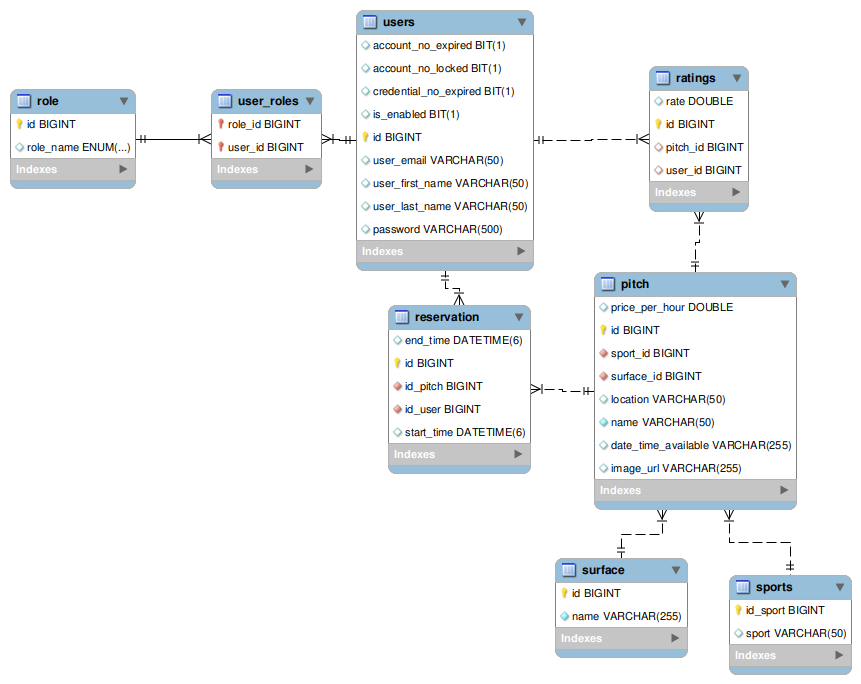 role
id BIGINT
role_name ENUM(...)
Indexes
user_roles
role_id BIGINT
user_id BIGINT
Indexes
users
account_no_expired BIT(1)
account_no_locked BIT(1)
credential_no_expired BIT(1)
is_enabled BIT(1)
id BIGINT
user_email VARCHAR(50)
user_first_name VARCHAR(50)
user_last_name VARCHAR(50)
password VARCHAR(500)
Indexes
ratings
rate DOUBLE
id BIGINT
pitch_id BIGINT
user_id BIGINT
Indexes
reservation
end_time DATETIME(6)
id BIGINT
id_pitch BIGINT
id_user BIGINT
start_time DATETIME(6)
Indexes
pitch
price_per_hour DOUBLE
id BIGINT
sport_id BIGINT
surface_id BIGINT
location VARCHAR(50)
name VARCHAR(50)
date_time_available VARCHAR(255)
image_url VARCHAR(255)
Indexes
surface
id BIGINT
name VARCHAR(255)
Indexes
sports
id_sport BIGINT
sport VARCHAR(50)
Indexes